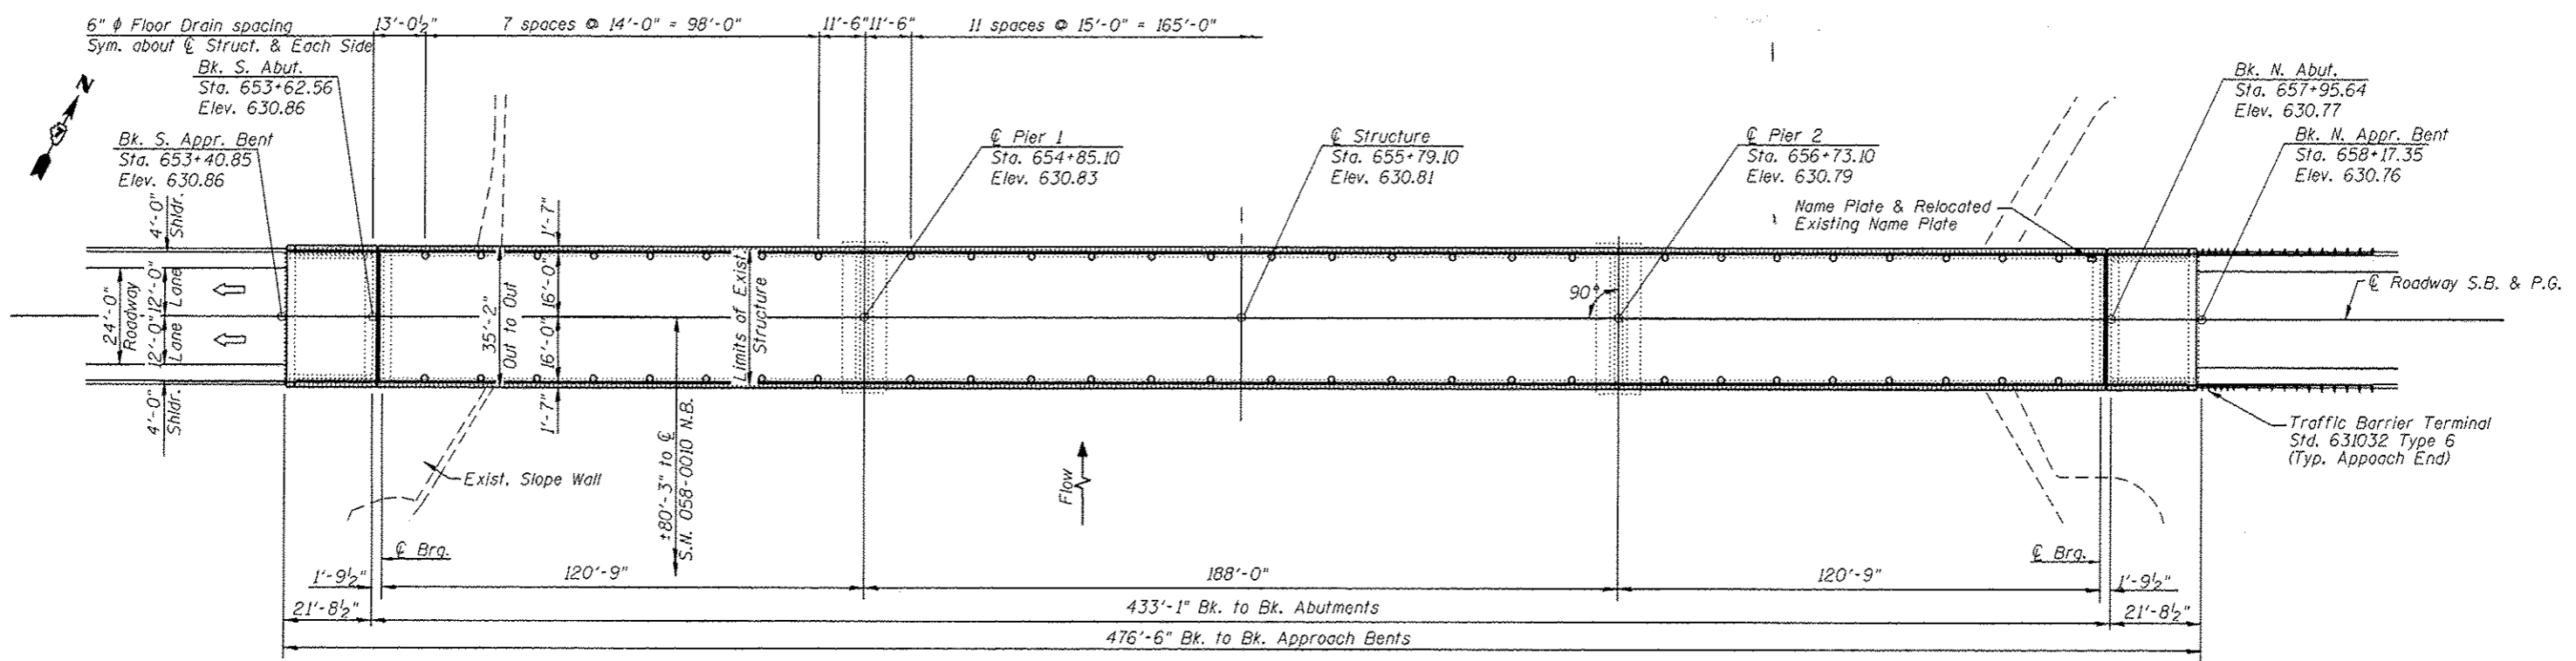 6" φ Floor Drain spacing
Sym. about ℄ Struct. & Each Side
13'-0½"
7 spaces @ 14'-0" = 98'-0"
11'-6"
11'-6"
11 spaces @ 15'-0" = 165'-0"
N
Bk. S. Abut.
Sta. 653+62.56
Elev. 630.86
Bk. S. Appr. Bent
Sta. 653+40.85
Elev. 630.86
℄ Pier 1
Sta. 654+85.10
Elev. 630.83
℄ Structure
Sta. 655+79.10
Elev. 630.81
℄ Pier 2
Sta. 656+73.10
Elev. 630.79
Bk. N. Abut.
Sta. 657+95.64
Elev. 630.77
Bk. N. Appr. Bent
Sta. 658+17.35
Elev. 630.76
Name Plate & Relocated
Existing Name Plate
4'-0"
Shldr.
24'-0"
Roadway
12'-0"
Lane
12'-0"
Lane
4'-0"
Shldr.
35'-2"
Out to Out
1'-7"
16'-0"
16'-0"
1'-7"
Limits of Exist.
Structure
90°
℄ Roadway S.B. & P.G.
±80'-3" to ℄
S.N. 058-0010 N.B.
Exist. Slope Wall
Flow
Traffic Barrier Terminal
Std. 631032 Type 6
(Typ. Appoach End)
℄ Brg.
℄ Brg.
1'-9½"
120'-9"
188'-0"
120'-9"
1'-9½"
21'-8½"
433'-1" Bk. to Bk. Abutments
21'-8½"
476'-6" Bk. to Bk. Approach Bents